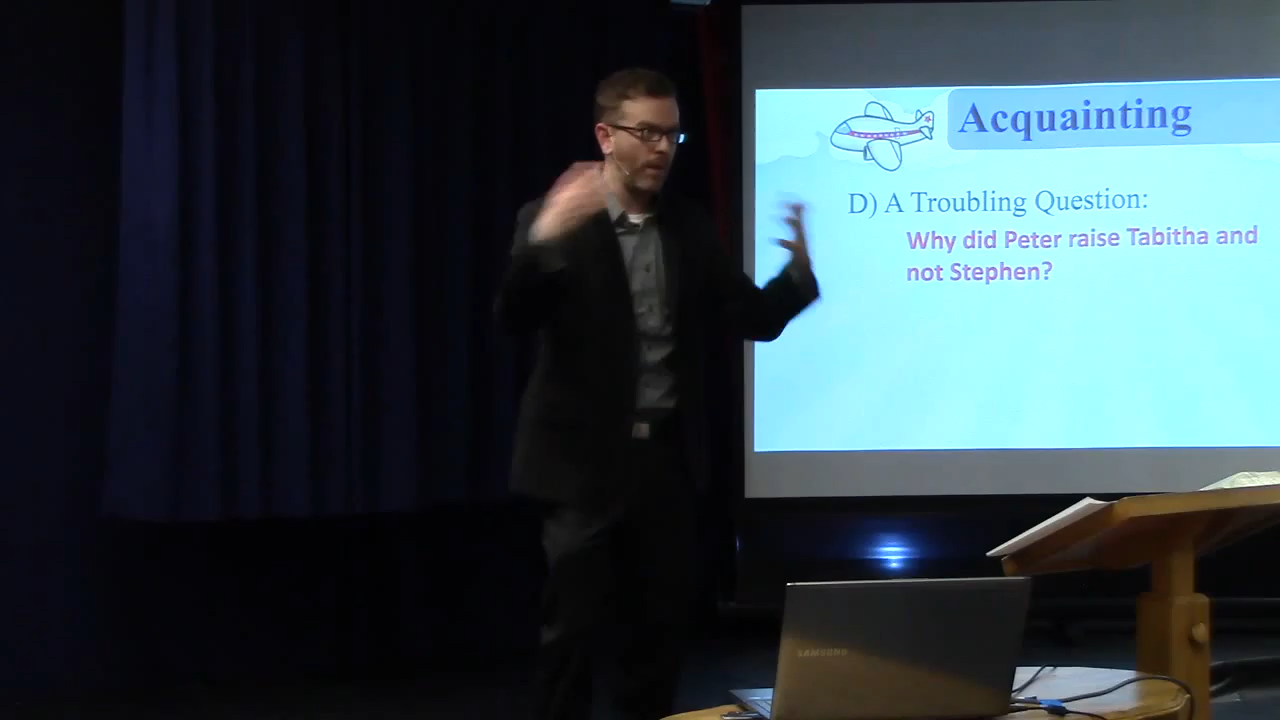 Acquainting
D) A Troubling Question:
Why did Peter raise Tabitha and
not Stephen?
SAMSUNG